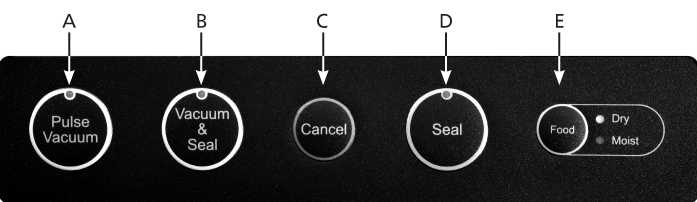 A B C D E
Pulse
Vacuum
Vacuum
&
Seal
Cancel
Seal
Food
Dry
Moist